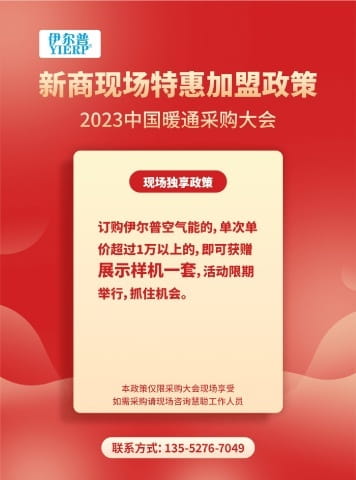 伊尔普
YIERP®
新商现场特惠加盟政策
2023中国暖通采购大会
现场独享政策
订购伊尔普空气能的,单次单
价超过1万以上的,即可获赠
展示样机一套,活动限期
举行,抓住机会。
本政策仅限采购大会现场享受
如需采购请现场咨询慧聪工作人员
联系方式：135-5276-7049